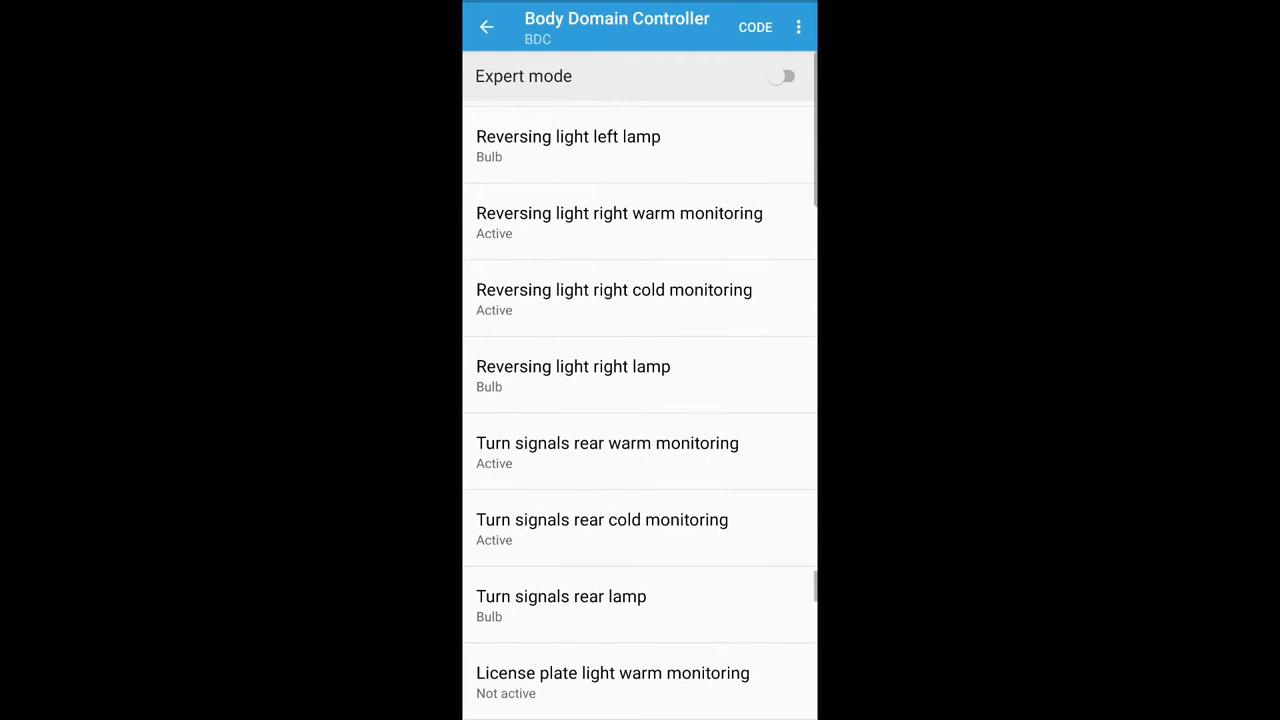 Body Domain Controller
BDC
CODE
Expert mode
Reversing light left lamp
Bulb
Reversing light right warm monitoring
Active
Reversing light right cold monitoring
Active
Reversing light right lamp
Bulb
Turn signals rear warm monitoring
Active
Turn signals rear cold monitoring
Active
Turn signals rear lamp
Bulb
License plate light warm monitoring
Not active